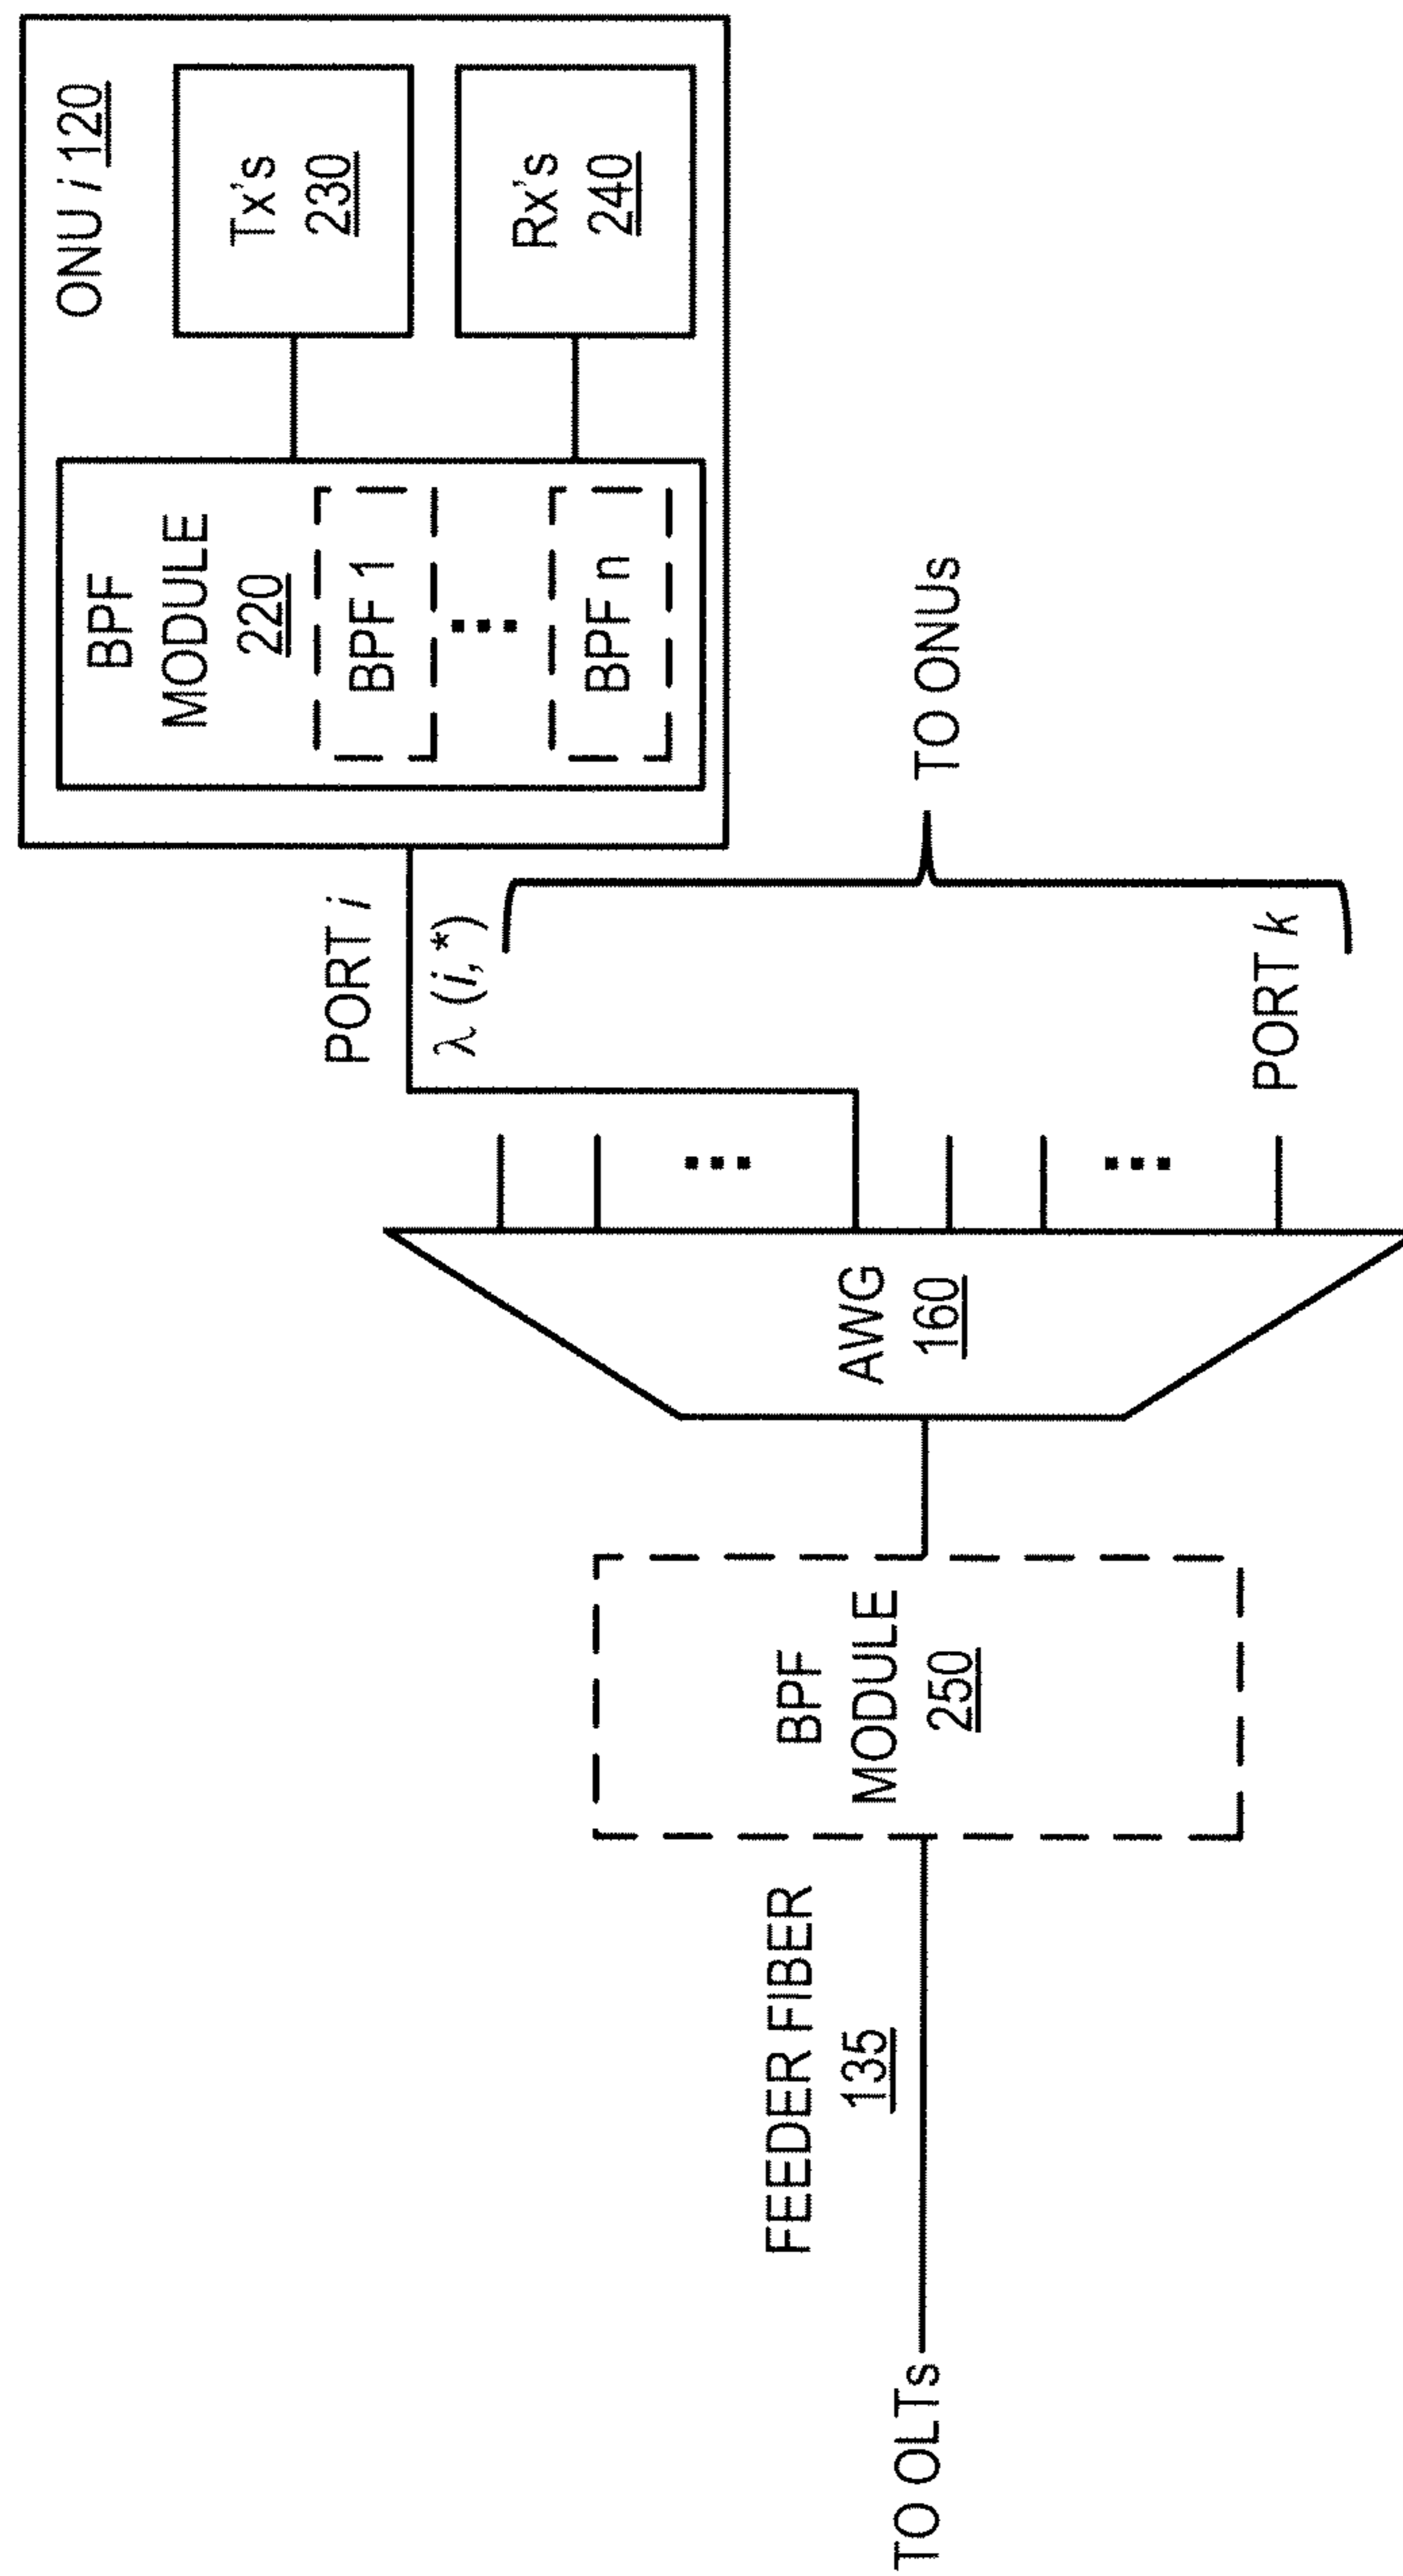 ONU i 120
BPF
MODULE
220
BPF 1
BPF n
Tx's
230
Rx's
240
PORT i
λ (i,*)
PORT k
TO ONUs
AWG
160
BPF
MODULE
250
FEEDER FIBER
135
TO OLTs